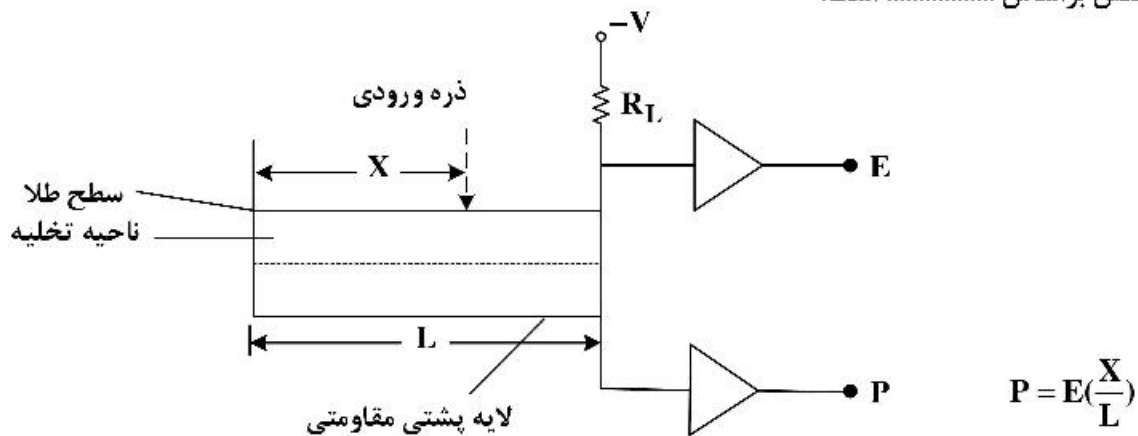 −V
ذره ورودی
R_L
X
E
سطح طلا
ناحیه تخلیه
L
P
P = E(X/L)
لایه پشتی مقاومتی